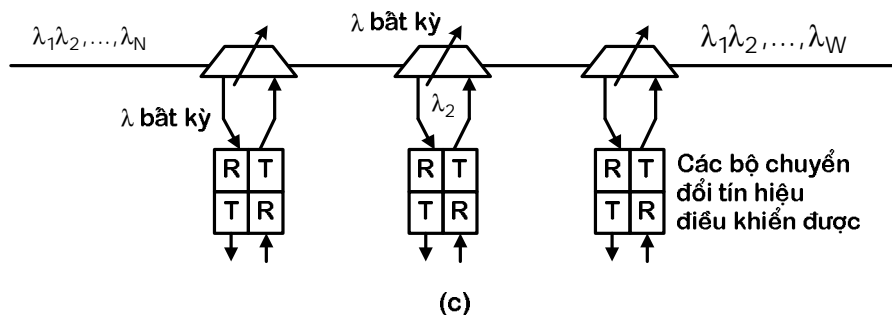 λ₁λ₂,...,λN
λ bất kỳ
λ₁λ₂,...,λW
λ bất kỳ
λ₂
R T
T R
R T
T R
R T
T R
Các bộ chuyển
đổi tín hiệu
điều khiển được
(c)